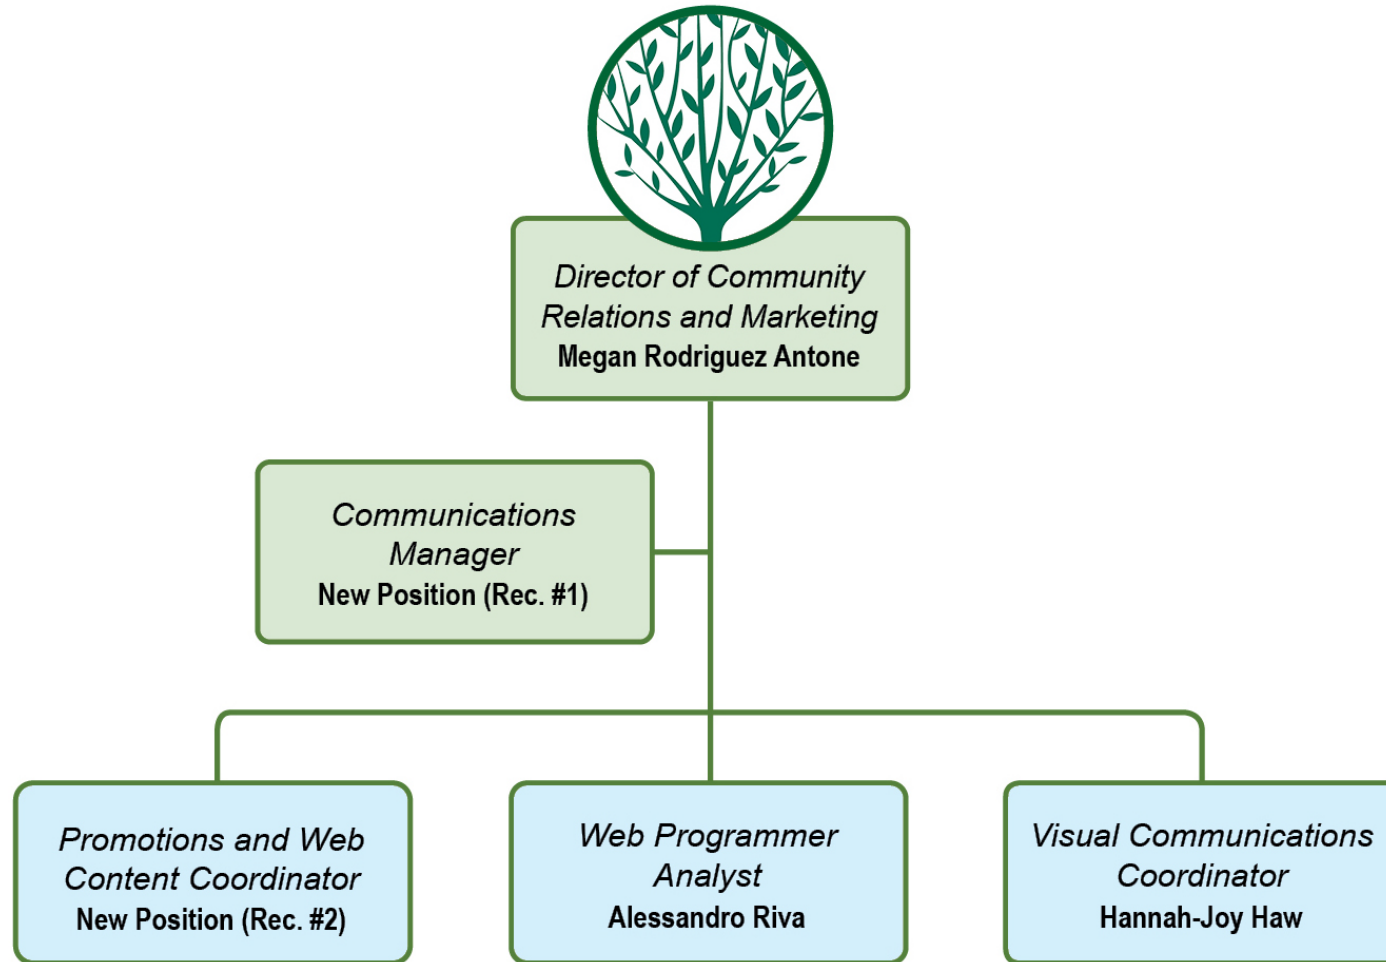 Director of Community
Relations and Marketing
Megan Rodriguez Antone
Communications
Manager
New Position (Rec. #1)
Promotions and Web
Content Coordinator
New Position (Rec. #2)
Web Programmer
Analyst
Alessandro Riva
Visual Communications
Coordinator
Hannah-Joy Haw